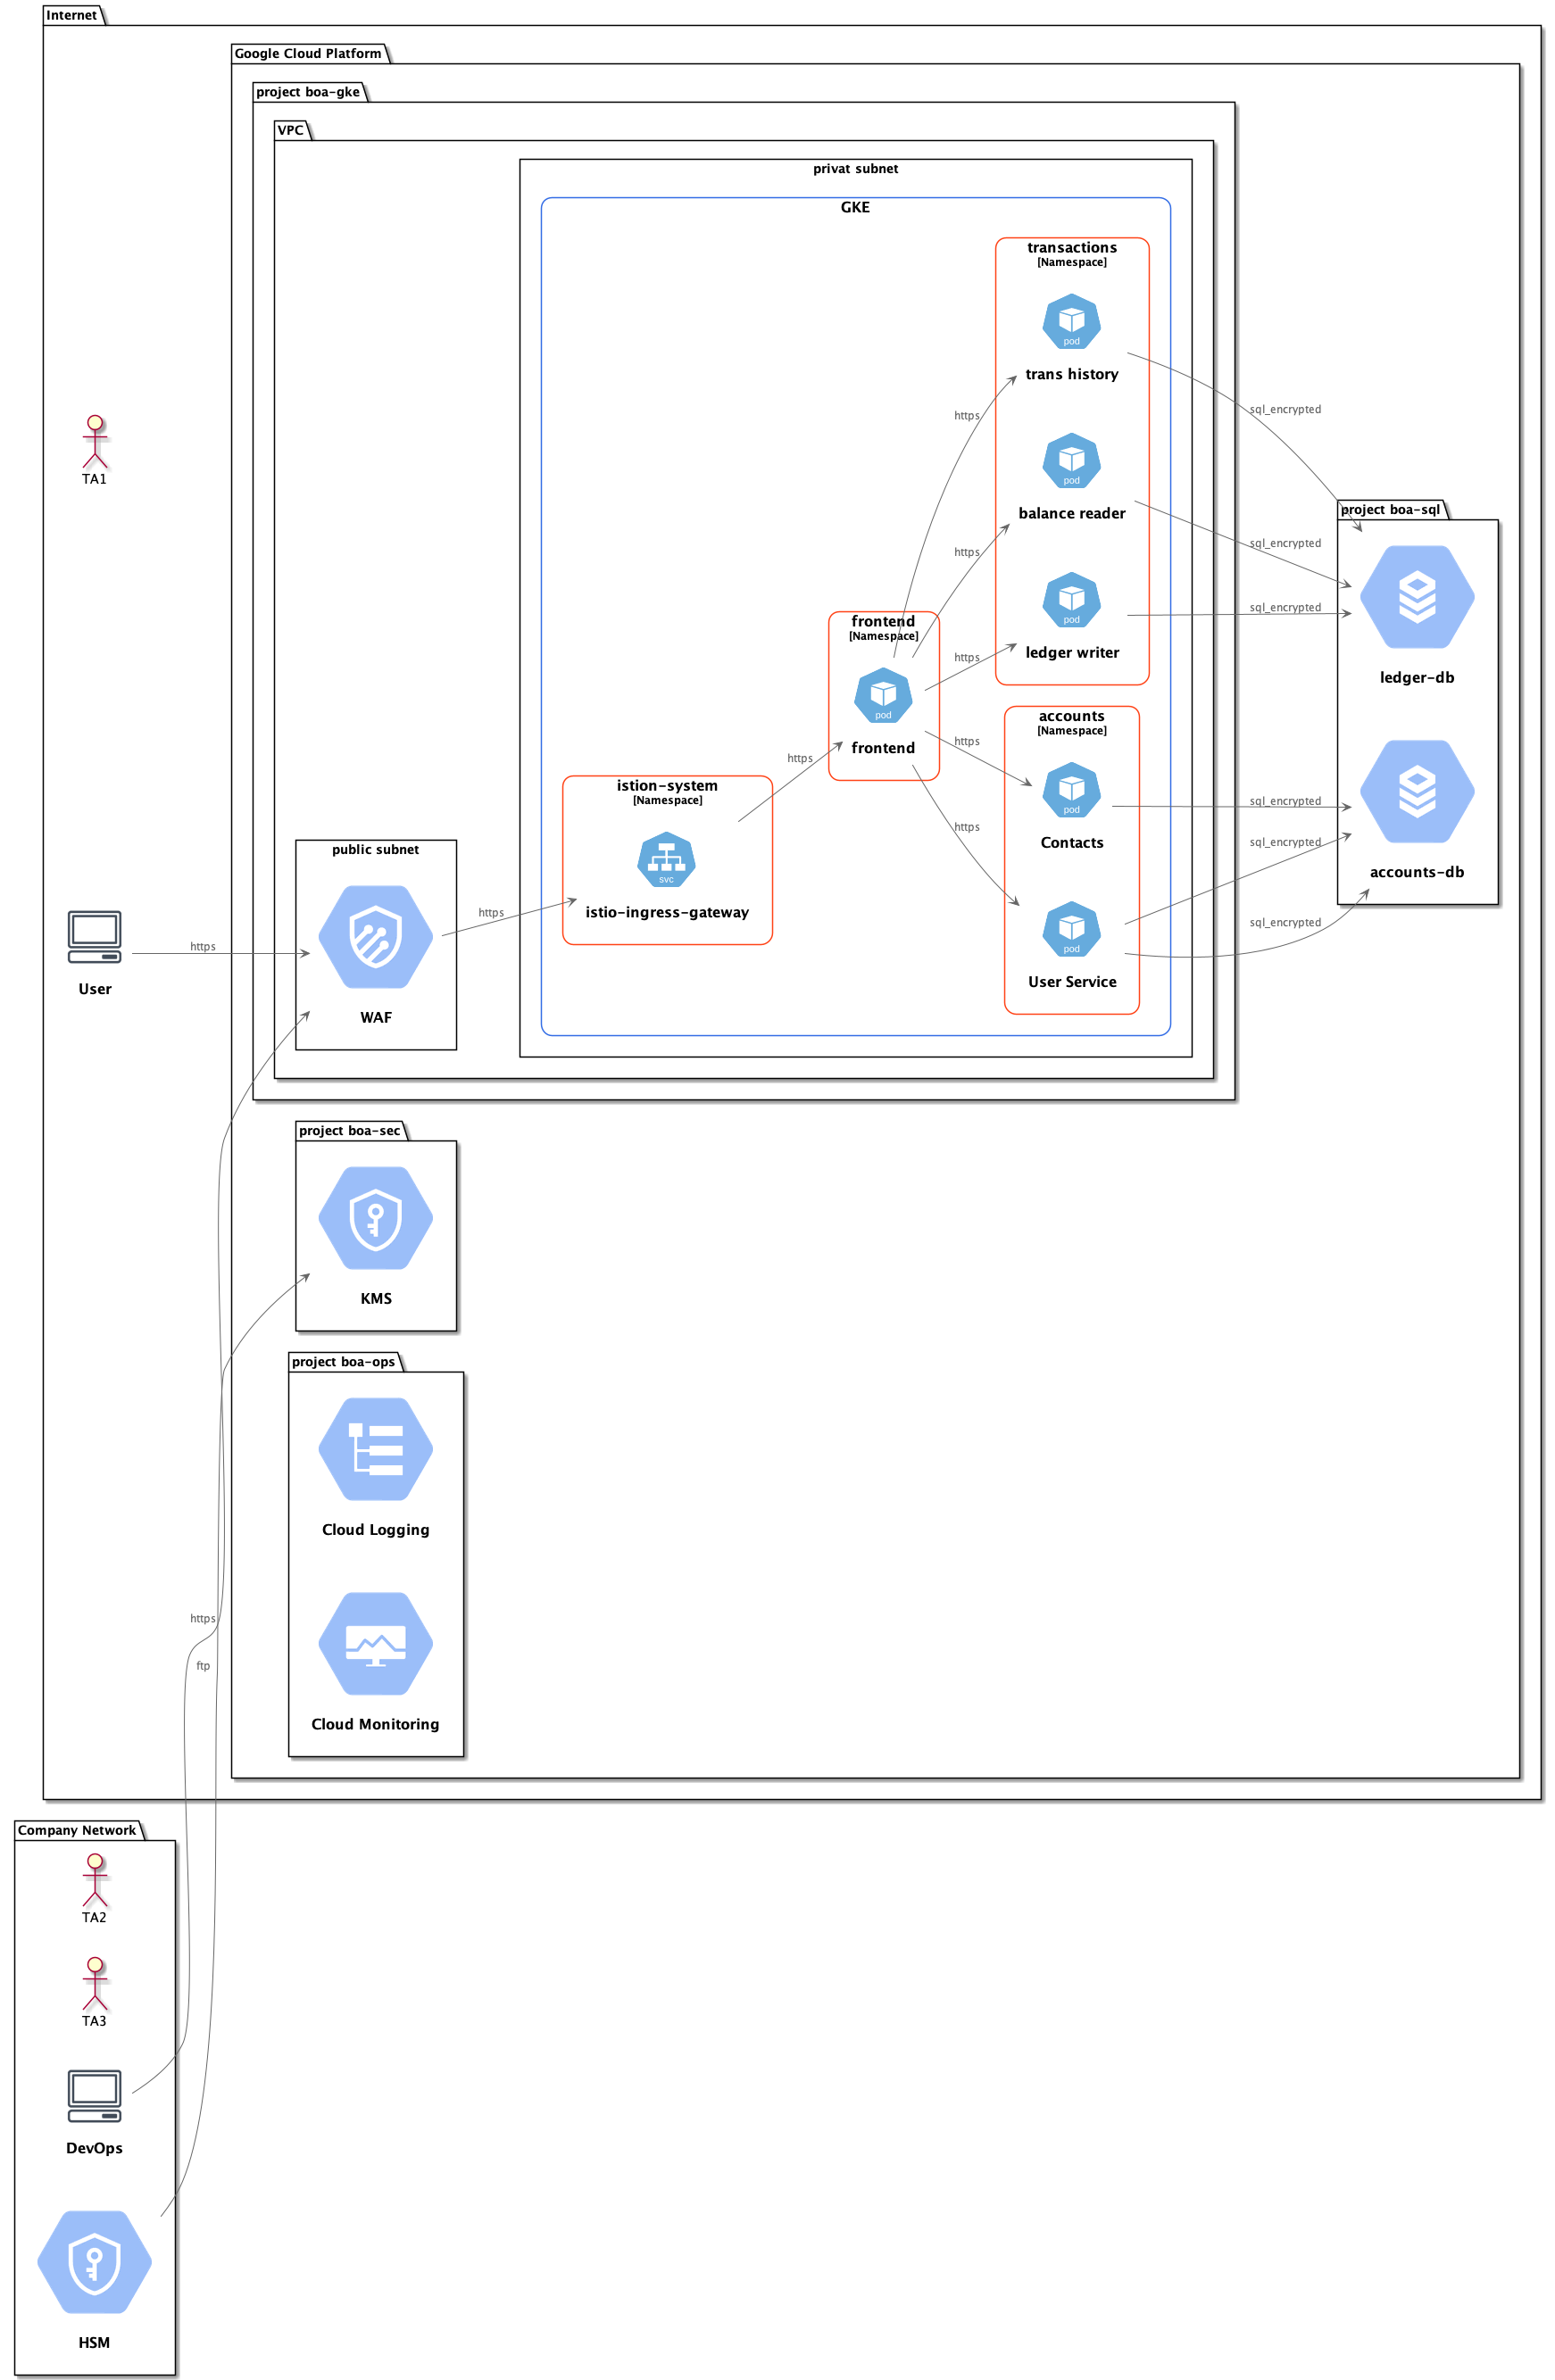 Internet
Google Cloud Platform
project boa-gke
VPC
privat subnet
GKE
transactions
[Namespace]
pod
trans history
https
sql_encrypted
TA1
pod
balance reader
https
sql_encrypted
project boa-sql
pod
ledger writer
https
sql_encrypted
ledger-db
frontend
[Namespace]
pod
frontend
https
accounts
[Namespace]
https
pod
Contacts
sql_encrypted
https
sql_encrypted
accounts-db
istion-system
[Namespace]
svc
istio-ingress-gateway
https
pod
User Service
sql_encrypted
public subnet
WAF
https
User
project boa-sec
KMS
project boa-ops
Cloud Logging
Cloud Monitoring
https
ftp
Company Network
TA2
TA3
DevOps
HSM